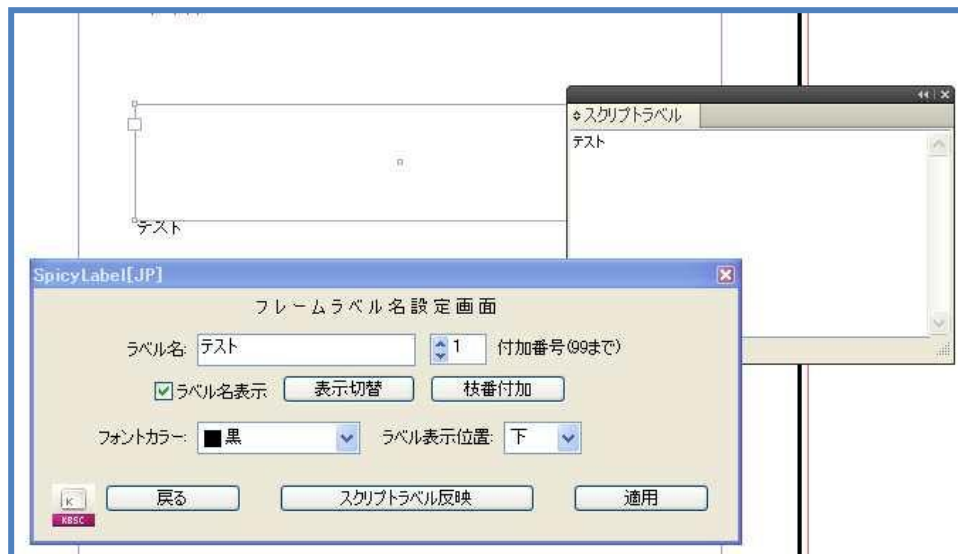 スクリプトラベル
テスト
テスト
SpicyLabel[JP]
フレームラベル名設定画面
ラベル名: テスト 1 付加番号(99まで)
ラベル名表示 表示切替 枝番付加
フォントカラー: 黒 ラベル表示位置: 下
K 戻る スクリプトラベル反映 適用
KBSC